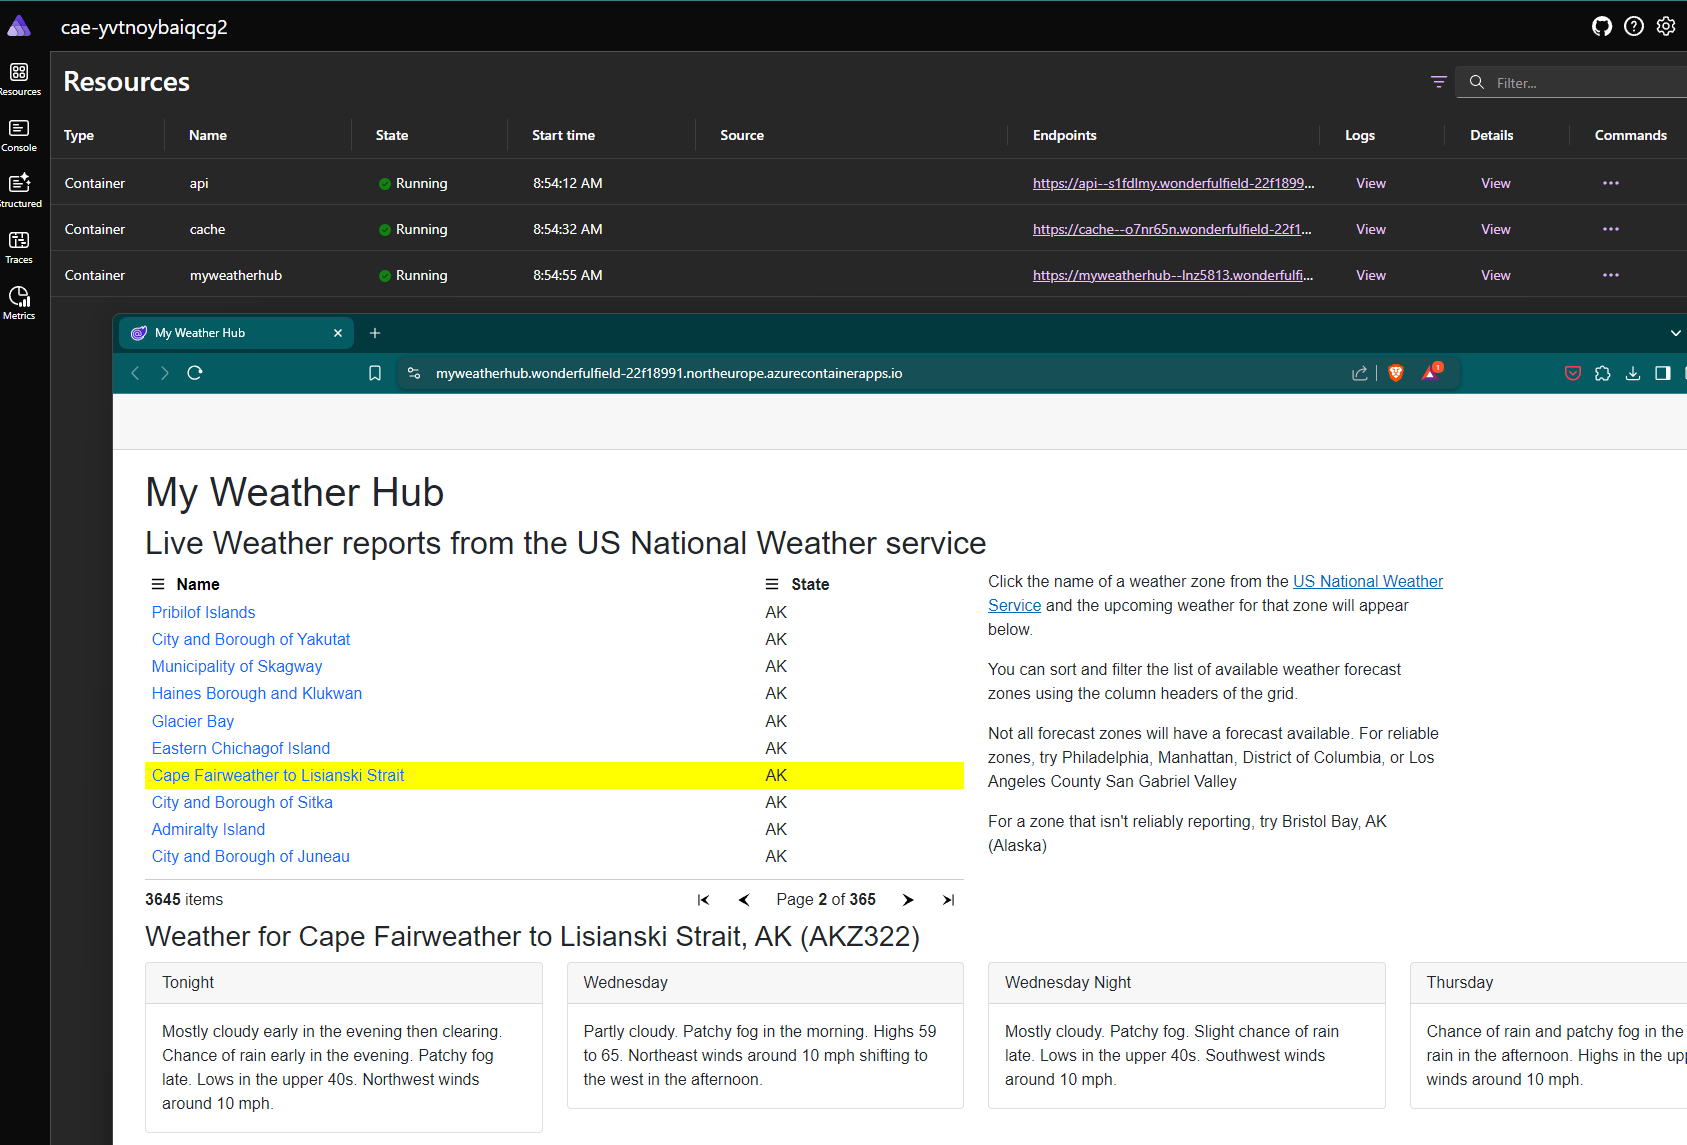 cae-yvtnoybaiqcg2
Resources
Resources
Filter...
Type Name State Start time Source Endpoints Logs Details Commands
Console
Container api Running 8:54:12 AM https://api--s1fdlmy.wonderfulfield-22f1899... View View
Structured
Container cache Running 8:54:32 AM https://cache--o7nr65n.wonderfulfield-22f1... View View
Traces
Container myweatherhub Running 8:54:55 AM https://myweatherhub--lnz5813.wonderfulfi... View View
Metrics
My Weather Hub
myweatherhub.wonderfulfield-22f18991.northeurope.azurecontainerapps.io
1
My Weather Hub
Live Weather reports from the US National Weather service
Name State
Pribilof Islands AK
City and Borough of Yakutat AK
Municipality of Skagway AK
Haines Borough and Klukwan AK
Glacier Bay AK
Eastern Chichagof Island AK
Cape Fairweather to Lisianski Strait AK
City and Borough of Sitka AK
Admiralty Island AK
City and Borough of Juneau AK
3645 items Page 2 of 365
Click the name of a weather zone from the US National Weather
Service and the upcoming weather for that zone will appear
below.
You can sort and filter the list of available weather forecast
zones using the column headers of the grid.
Not all forecast zones will have a forecast available. For reliable
zones, try Philadelphia, Manhattan, District of Columbia, or Los
Angeles County San Gabriel Valley
For a zone that isn't reliably reporting, try Bristol Bay, AK
(Alaska)
Weather for Cape Fairweather to Lisianski Strait, AK (AKZ322)
Tonight
Mostly cloudy early in the evening then clearing.
Chance of rain early in the evening. Patchy fog
late. Lows in the upper 40s. Northwest winds
around 10 mph.
Wednesday
Partly cloudy. Patchy fog in the morning. Highs 59
to 65. Northeast winds around 10 mph shifting to
the west in the afternoon.
Wednesday Night
Mostly cloudy. Patchy fog. Slight chance of rain
late. Lows in the upper 40s. Southwest winds
around 10 mph.
Thursday
Chance of rain and patchy fog in the
rain in the afternoon. Highs in the
winds around 10 mph.